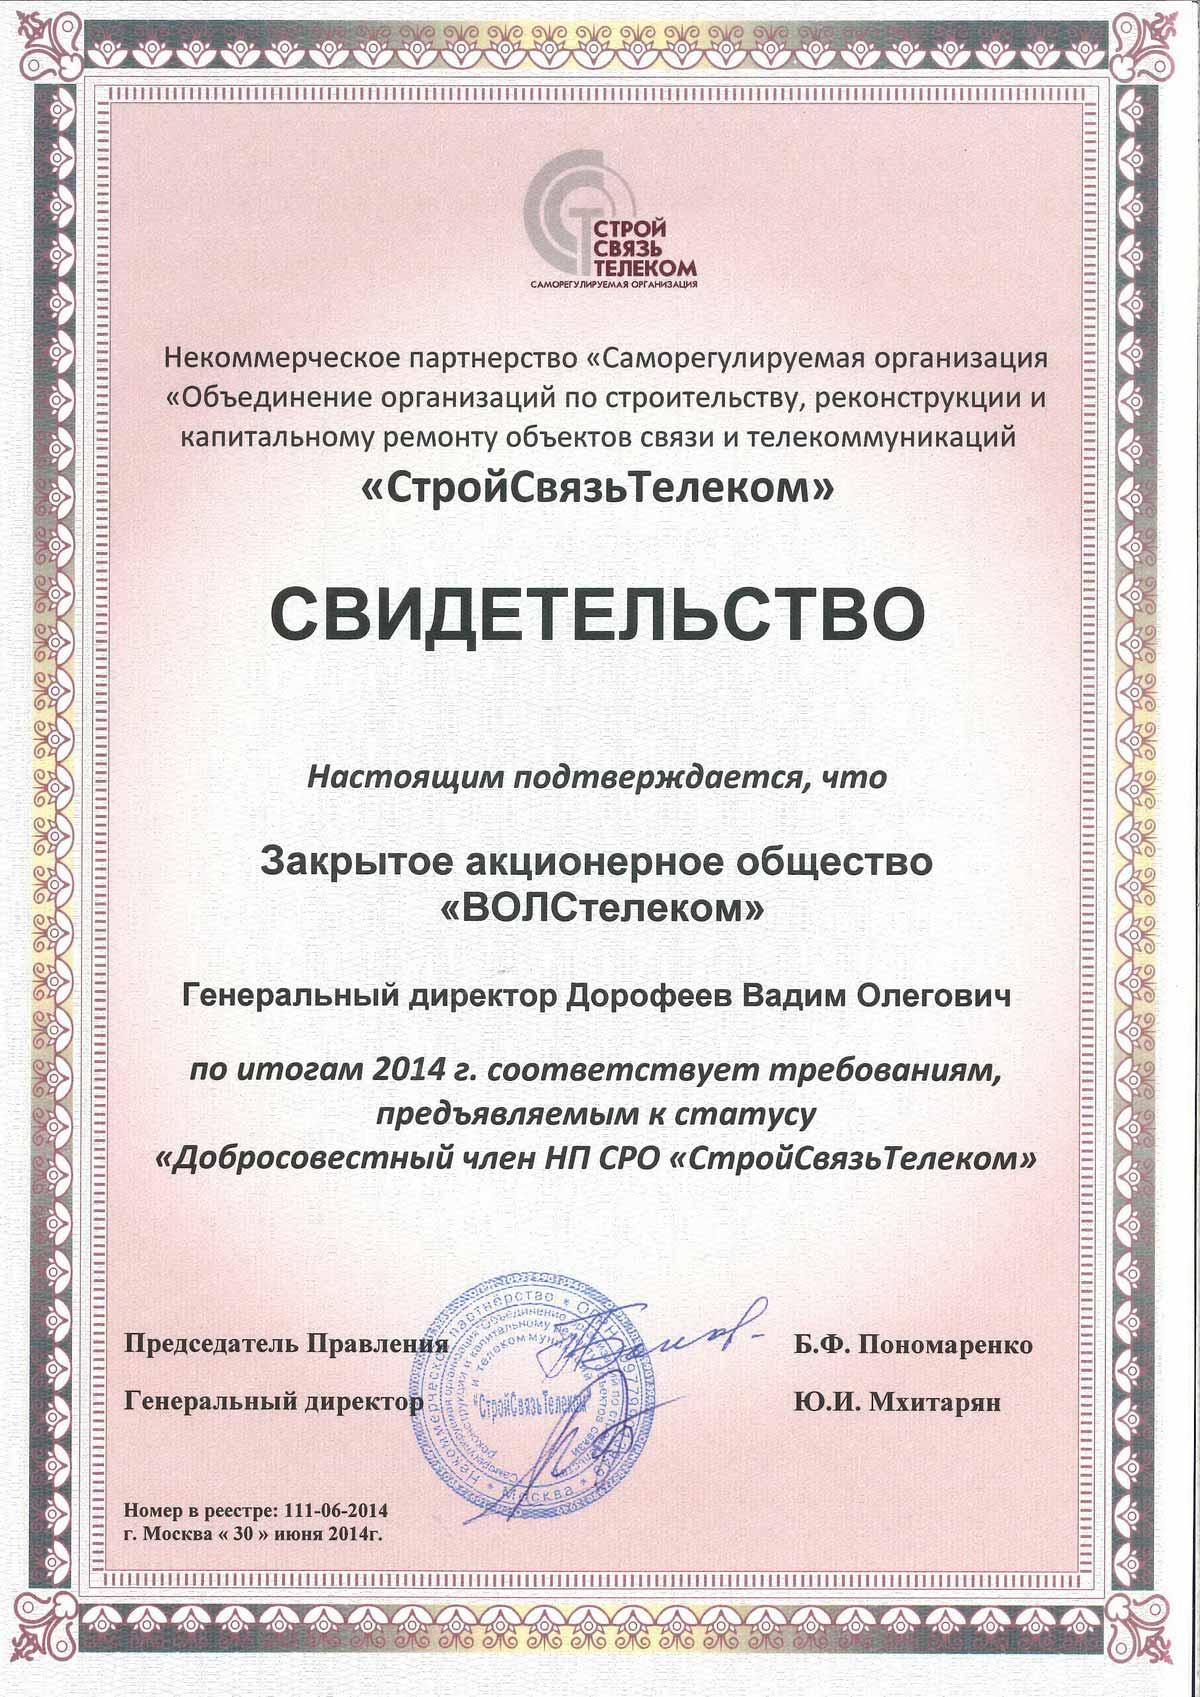 СТРОЙ
СВЯЗЬ
ТЕЛЕКОМ
САМОРЕГУЛИРУЕМАЯ ОРГАНИЗАЦИЯ
Некоммерческое партнерство «Саморегулируемая организация
«Объединение организаций по строительству, реконструкции и
капитальному ремонту объектов связи и телекоммуникаций
«СтройСвязьТелеком»
СВИДЕТЕЛЬСТВО
Настоящим подтверждается, что
Закрытое акционерное общество
«ВОЛСтелеком»
Генеральный директор Дорофеев Вадим Олегович
по итогам 2014 г. соответствует требованиям,
предъявляемым к статусу
«Добросовестный член НП СРО «СтройСвязьТелеком»
Председатель Правления
Б.Ф. Пономаренко
Генеральный директор
Ю.И. Мхитарян
Некоммерческое партнёрство
"СтройСвязьТелеком"
Москва
Номер в реестре: 111-06-2014
г. Москва « 30 » июня 2014г.